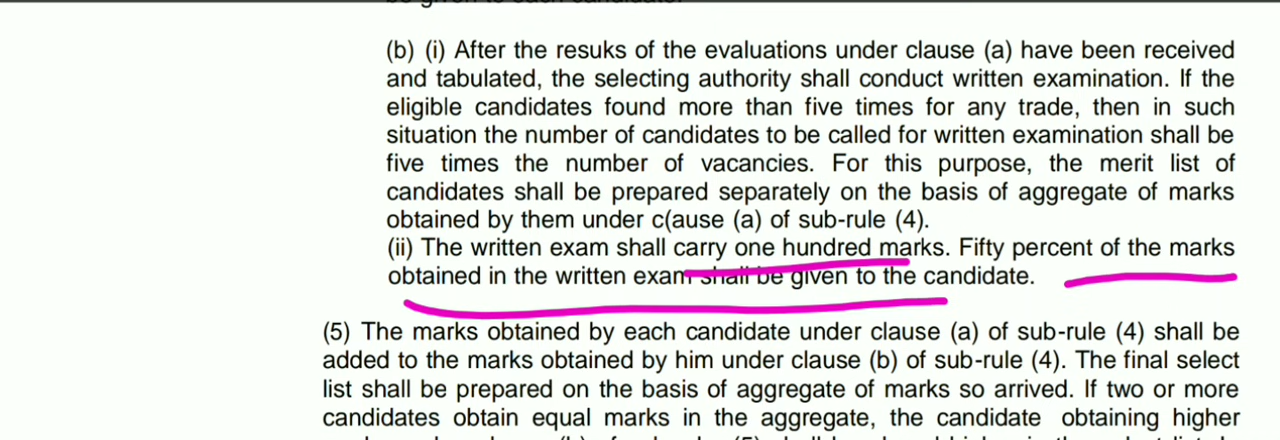 (b) (i) After the resuks of the evaluations under clause (a) have been received
and tabulated, the selecting authority shall conduct written examination. If the
eligible candidates found more than five times for any trade, then in such
situation the number of candidates to be called for written examination shall be
five times the number of vacancies. For this purpose, the merit list of
candidates shall be prepared separately on the basis of aggregate of marks
obtained by them under c(ause (a) of sub-rule (4).
(ii) The written exam shall carry one hundred marks. Fifty percent of the marks
obtained in the written exam shall be given to the candidate.
(5) The marks obtained by each candidate under clause (a) of sub-rule (4) shall be
added to the marks obtained by him under clause (b) of sub-rule (4). The final select
list shall be prepared on the basis of aggregate of marks so arrived. If two or more
candidates obtain equal marks in the aggregate, the candidate obtaining higher